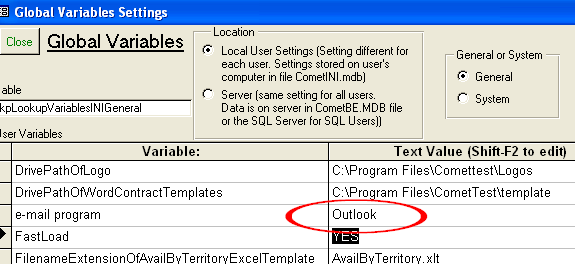 Global Variables Settings
Close
Global Variables
Location
Local User Settings (Setting different for
each user. Settings stored on user's
computer in file CometINI.mdb)
Server (same setting for all users.
Data is on server in CometBE.MDB file
or the SQL Server for SQL Users))
General or System
General
System
able
kpLookupVariablesINIGeneral
User Variables
Variable:
Text Value (Shift-F2 to edit)
DrivePathOfLogo
C:\Program Files\Comettest\Logos
DrivePathOfWordContractTemplates
C:\Program Files\CometTest\template
e-mail program
Outlook
FastLoad
YES
FilenameExtensionOfAvailByTerritoryExcelTemplate
AvailByTerritory.xlt